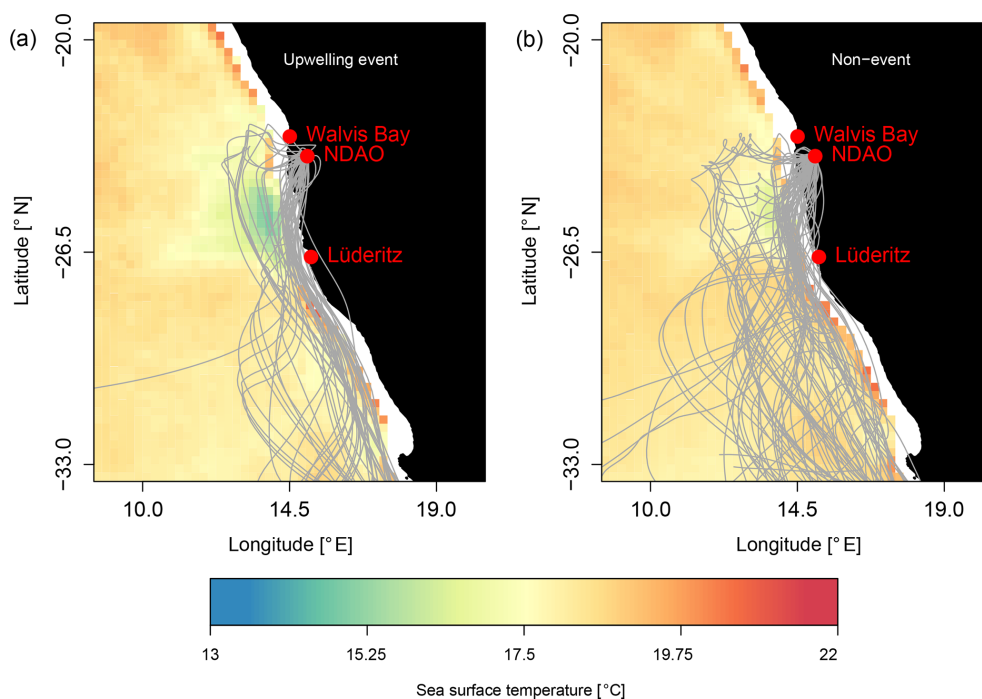 (a)
Upwelling event
Walvis Bay
NDAO
Lüderitz
−20.0
−26.5
−33.0
Latitude [° N]
10.0
14.5
19.0
Longitude [° E]
(b)
Non−event
Walvis Bay
NDAO
Lüderitz
−20.0
−26.5
−33.0
Latitude [° N]
10.0
14.5
19.0
Longitude [° E]
13
15.25
17.5
19.75
22
Sea surface temperature [°C]